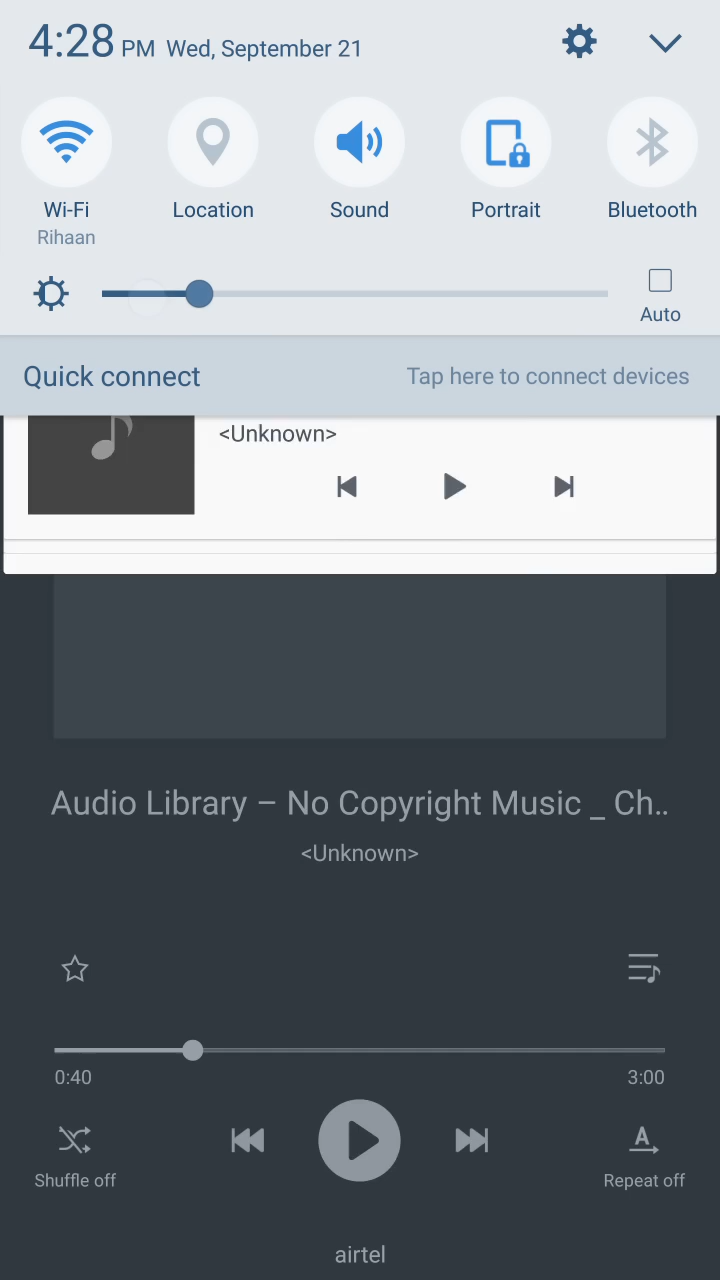 4:28 PM Wed, September 21
Wi-Fi Location Sound Portrait Bluetooth
Rihaan
Auto
Quick connect Tap here to connect devices
<Unknown>
Audio Library – No Copyright Music _ Ch..
<Unknown>
0:40 3:00
A
Shuffle off Repeat off
airtel